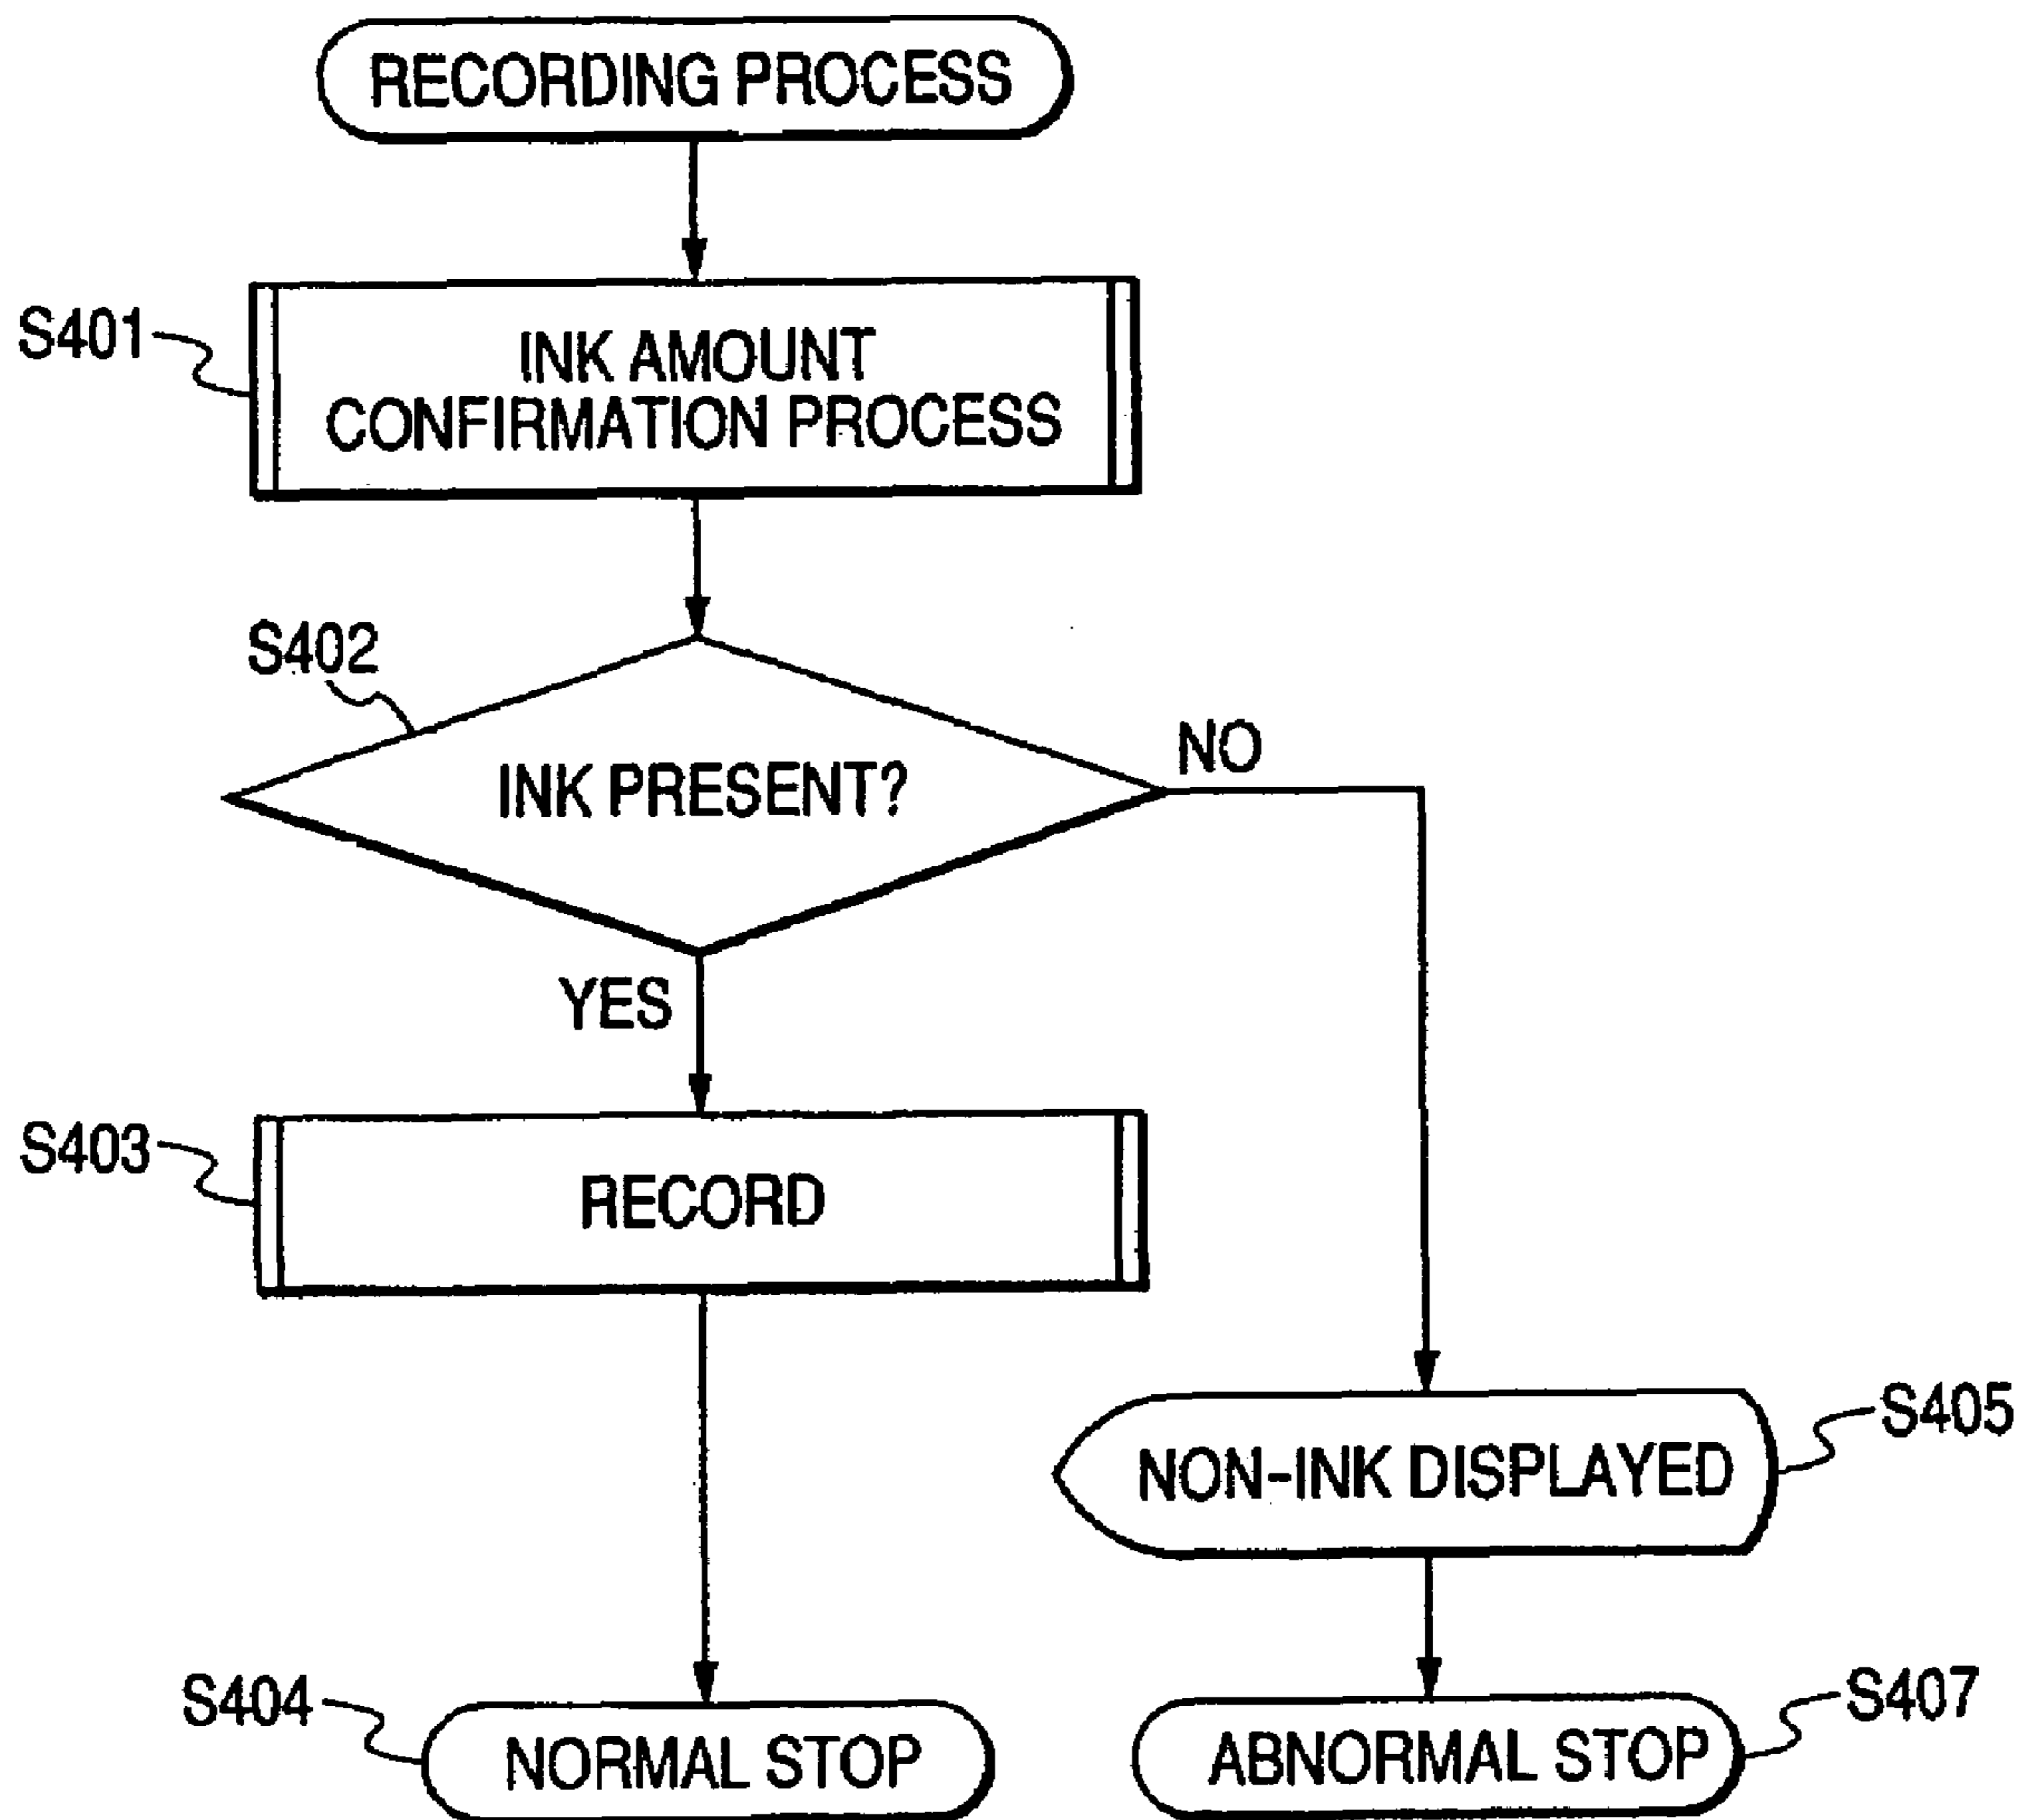 RECORDING PROCESS
S401
INK AMOUNT
CONFIRMATION PROCESS
S402
INK PRESENT?
NO
YES
S403
RECORD
S405
NON-INK DISPLAYED
S404
NORMAL STOP
S407
ABNORMAL STOP